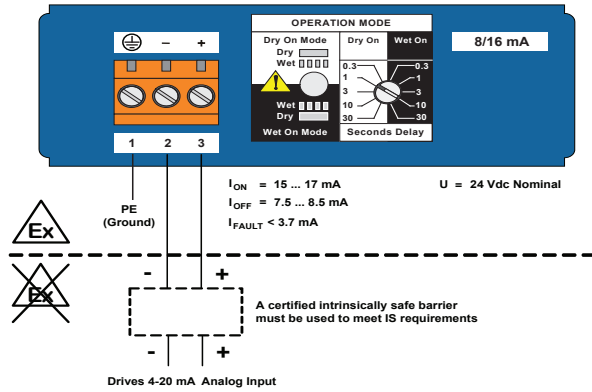 OPERATION MODE
Dry On Mode
Dry
Wet
Wet
Dry
Wet On Mode
Dry On Wet On
0.3 0.3
1 1
3 3
10 10
30 30
Seconds Delay
8/16 mA
– +
1 2 3
PE
(Ground)
I ON = 15 ... 17 mA
I OFF = 7.5 ... 8.5 mA
I FAULT < 3.7 mA
U = 24 Vdc Nominal
Ex
Ex
- +
A certified intrinsically safe barrier
must be used to meet IS requirements
- +
Drives 4-20 mA Analog Input